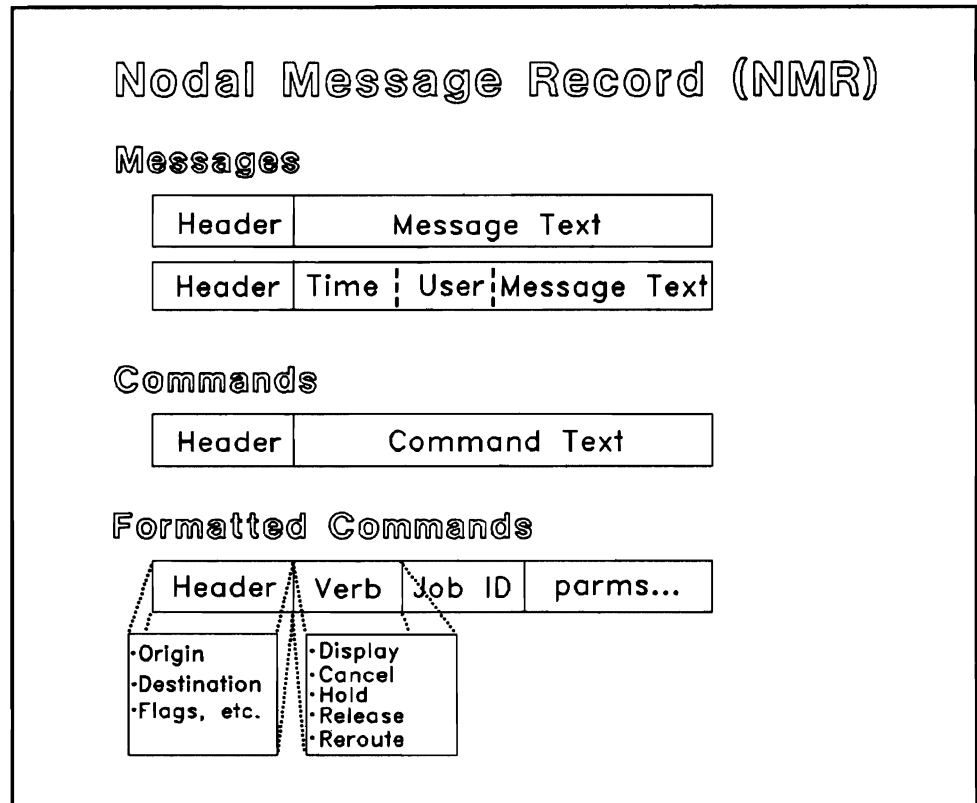 Nodal Message Record (NMR)
Messages
Header Message Text
Header Time User Message Text
Commands
Header Command Text
Formatted Commands
Header Verb Job ID parms...
·Origin
·Destination
·Flags, etc.
·Display
·Cancel
·Hold
·Release
·Reroute